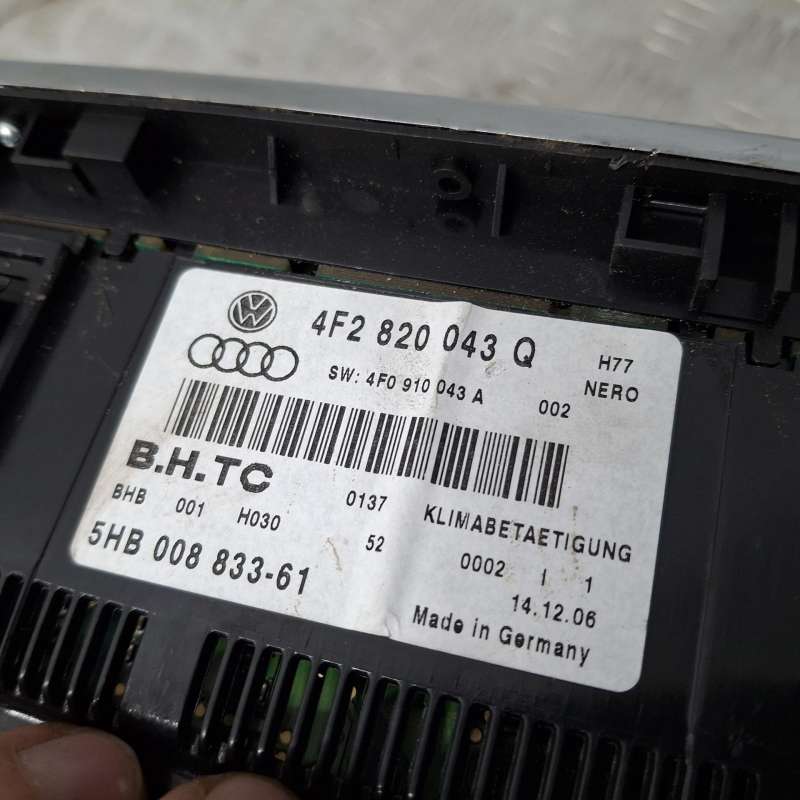 4F2 820 043 Q H77
SW: 4F0 910 043 A 002 NERO
B.H.TC 0137 KLIMABETAETIGUNG
BHB 001 H030 52 0002 I 1
5HB 008 833-61 14.12.06
Made in Germany